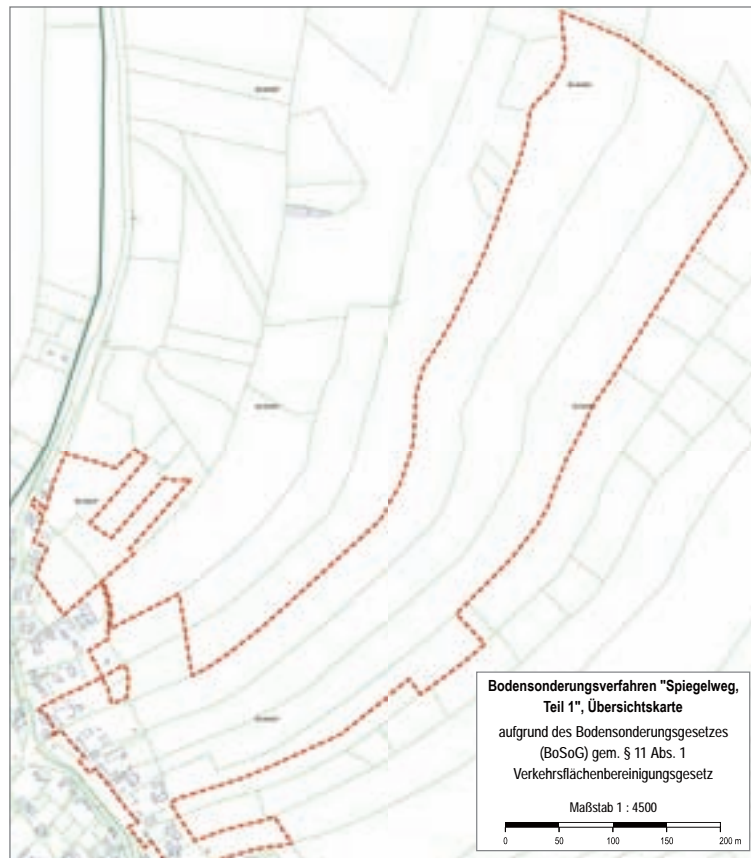 Bodensonderungsverfahren "Spiegelweg,
Teil 1", Übersichtskarte
aufgrund des Bodensonderungsgesetzes
(BoSoG) gem. § 11 Abs. 1
Verkehrsflächenbereinigungsgesetz
Maßstab 1 : 4500
0 50 100 150 200 m